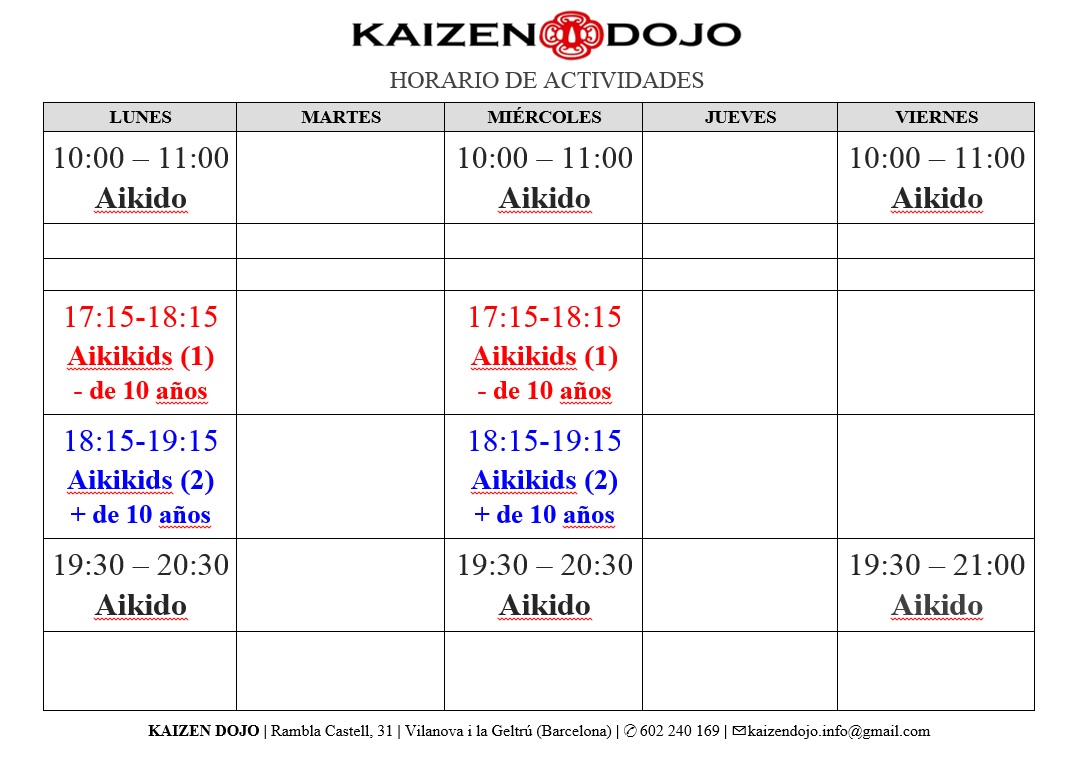 KAIZEN DOJO
HORARIO DE ACTIVIDADES
LUNES MARTES MIÉRCOLES JUEVES VIERNES
10:00 – 11:00 10:00 – 11:00 10:00 – 11:00
Aikido Aikido Aikido
17:15-18:15 17:15-18:15
Aikikids (1) Aikikids (1)
- de 10 años - de 10 años
18:15-19:15 18:15-19:15
Aikikids (2) Aikikids (2)
+ de 10 años + de 10 años
19:30 – 20:30 19:30 – 20:30 19:30 – 21:00
Aikido Aikido Aikido
KAIZEN DOJO | Rambla Castell, 31 | Vilanova i la Geltrú (Barcelona) | ✆ 602 240 169 | ✉kaizendojo.info@gmail.com